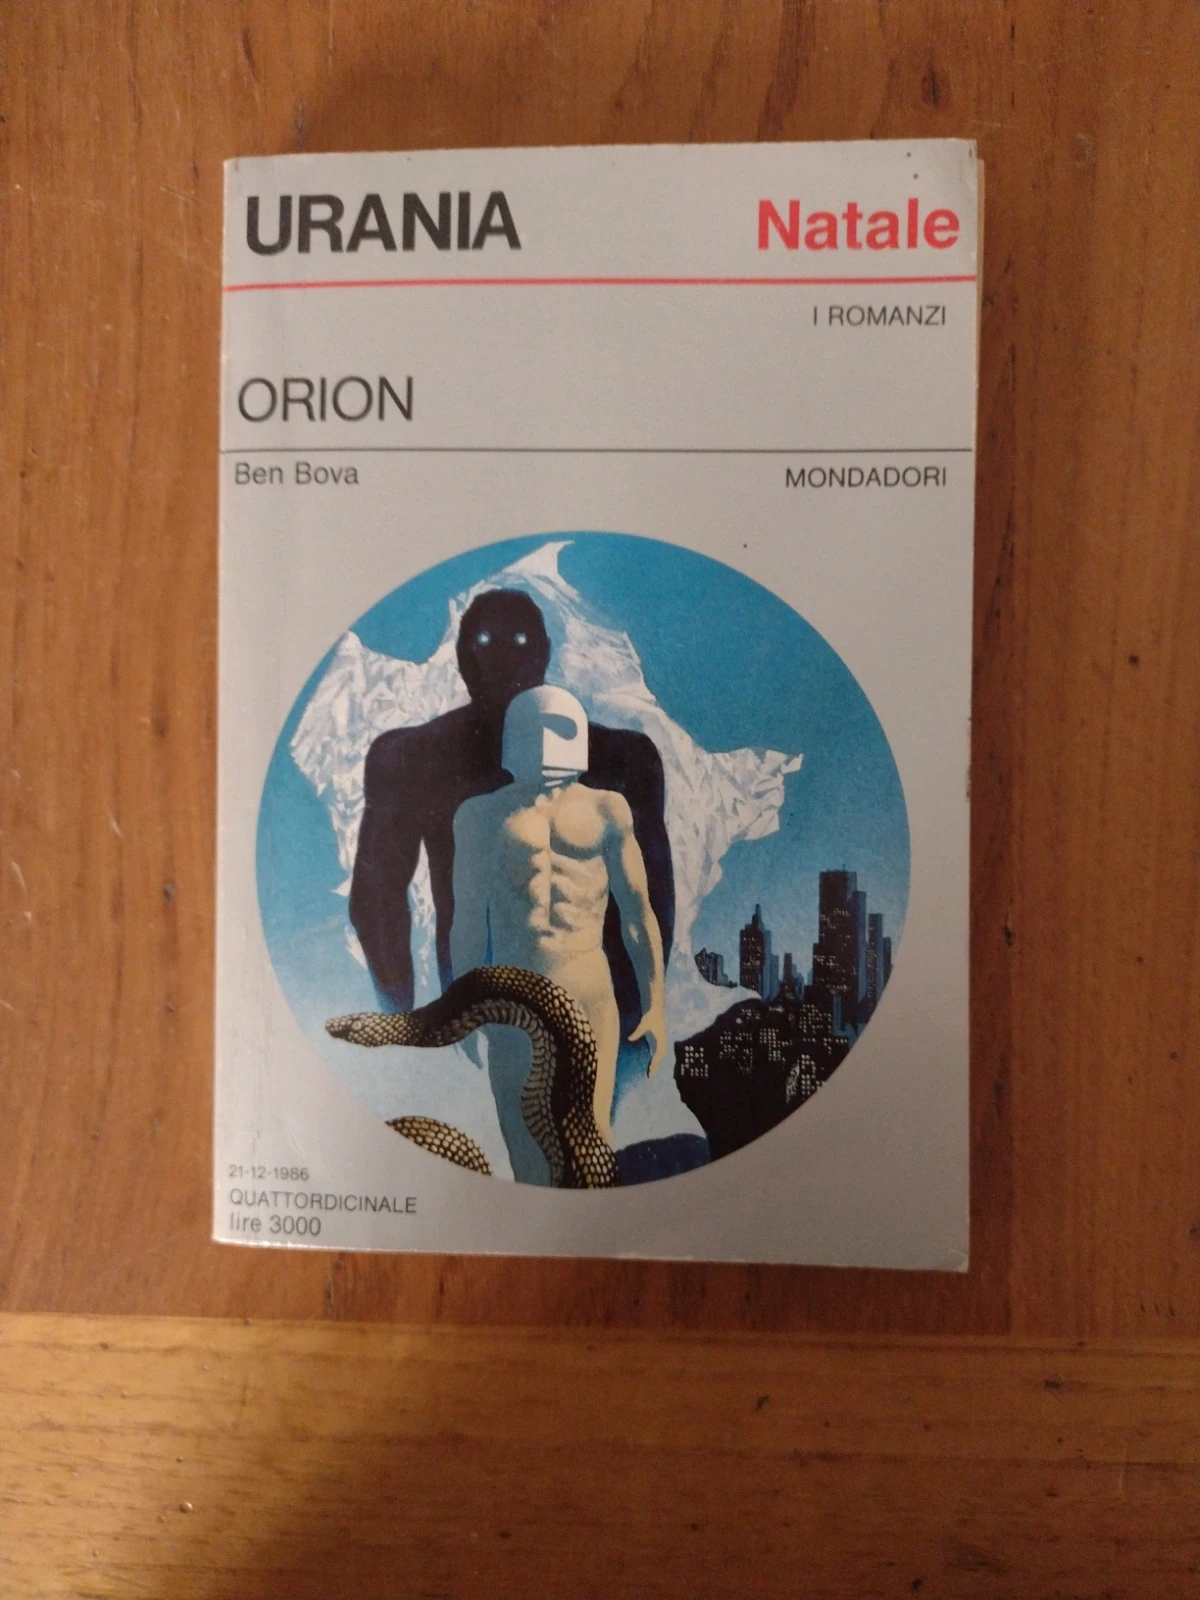 URANIA Natale
I ROMANZI
ORION
Ben Bova MONDADORI
21-12-1986
QUATTORDICINALE
lire 3000